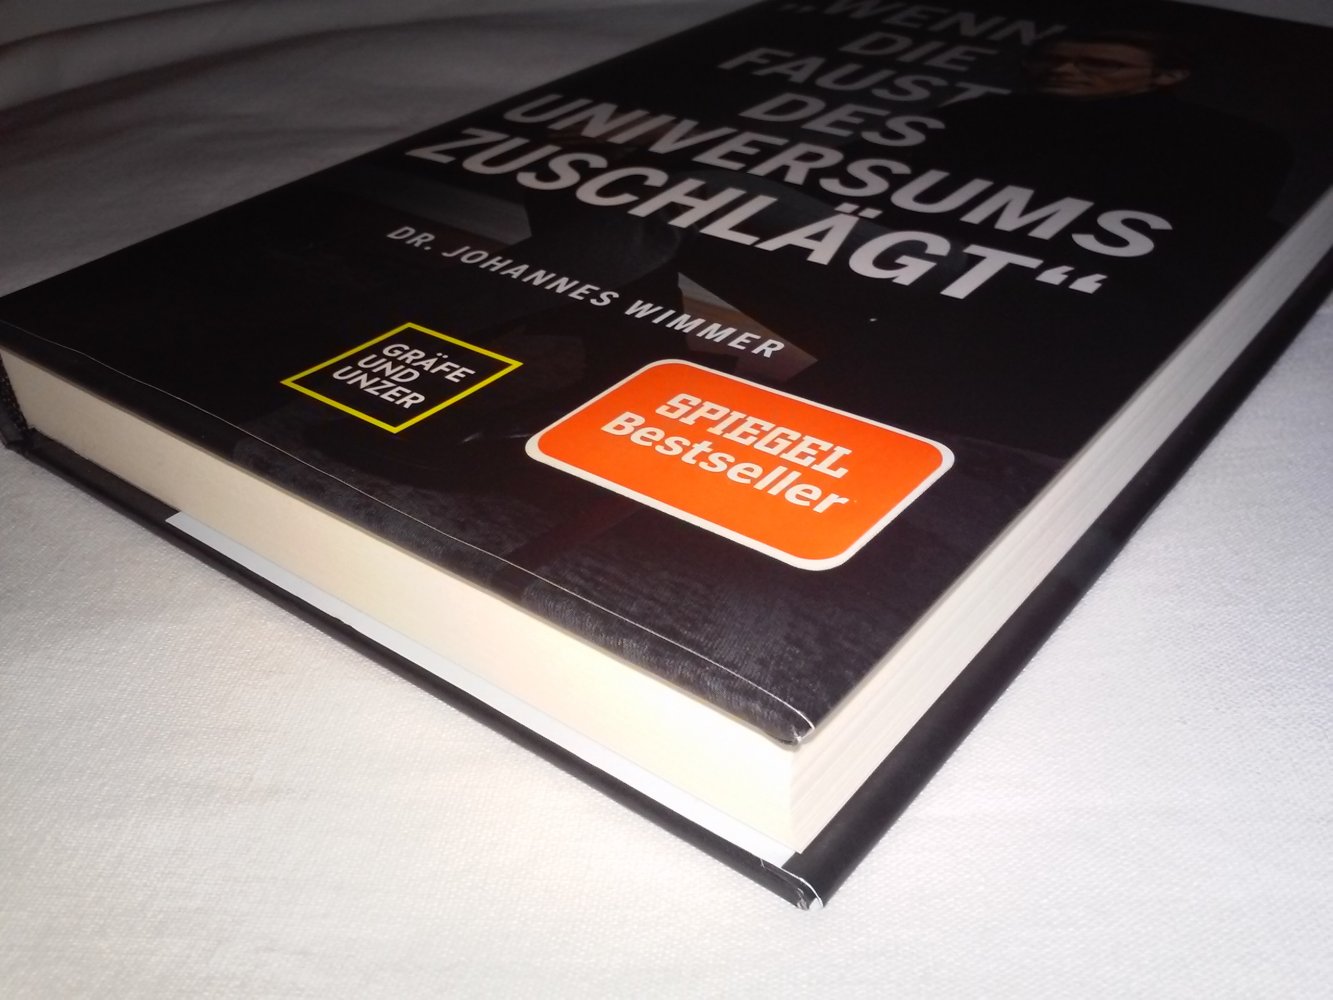 „WENN
DIE
FAUST
DES
UNIVERSUMS
ZUSCHLÄGT“
DR. JOHANNES WIMMER
GRÄFE
UND
UNZER
SPIEGEL
Bestseller